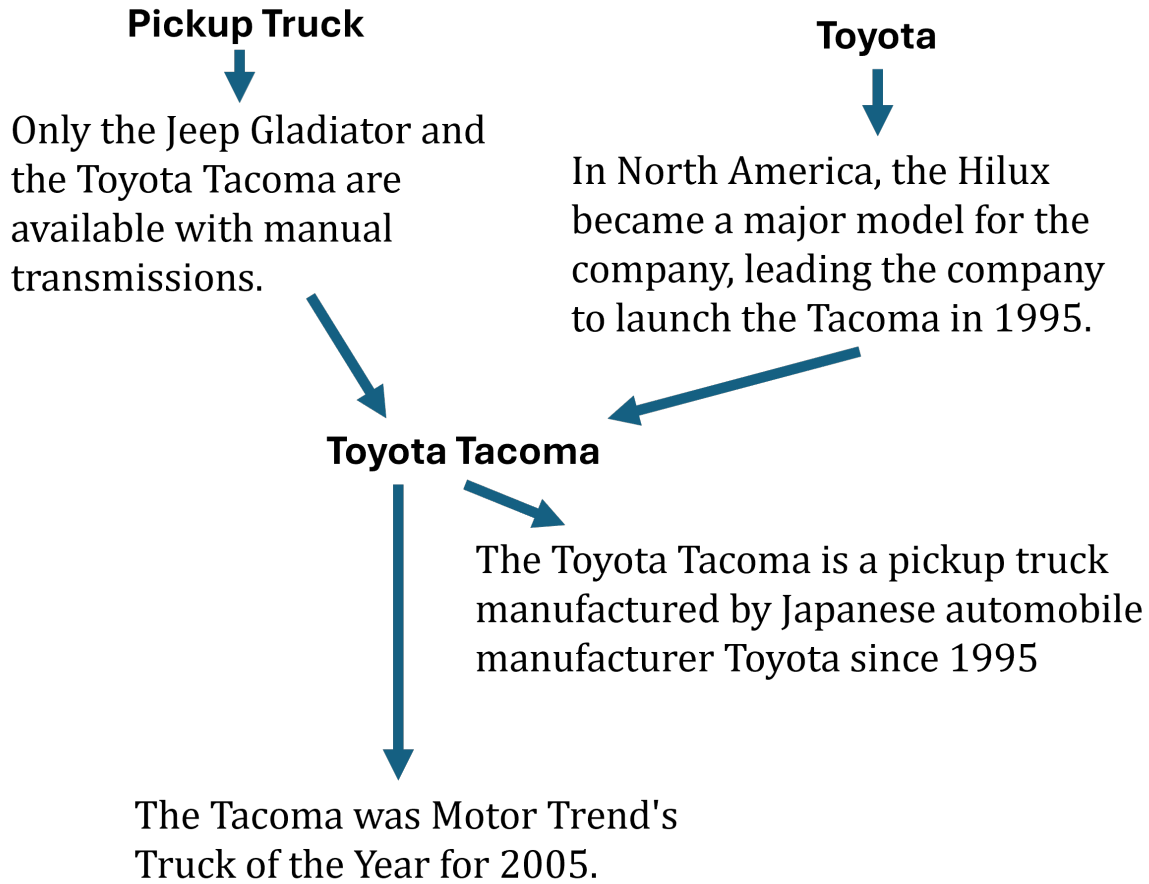 Pickup Truck
Only the Jeep Gladiator and
the Toyota Tacoma are
available with manual
transmissions.
Toyota
In North America, the Hilux
became a major model for the
company, leading the company
to launch the Tacoma in 1995.
Toyota Tacoma
The Toyota Tacoma is a pickup truck
manufactured by Japanese automobile
manufacturer Toyota since 1995
The Tacoma was Motor Trend's
Truck of the Year for 2005.